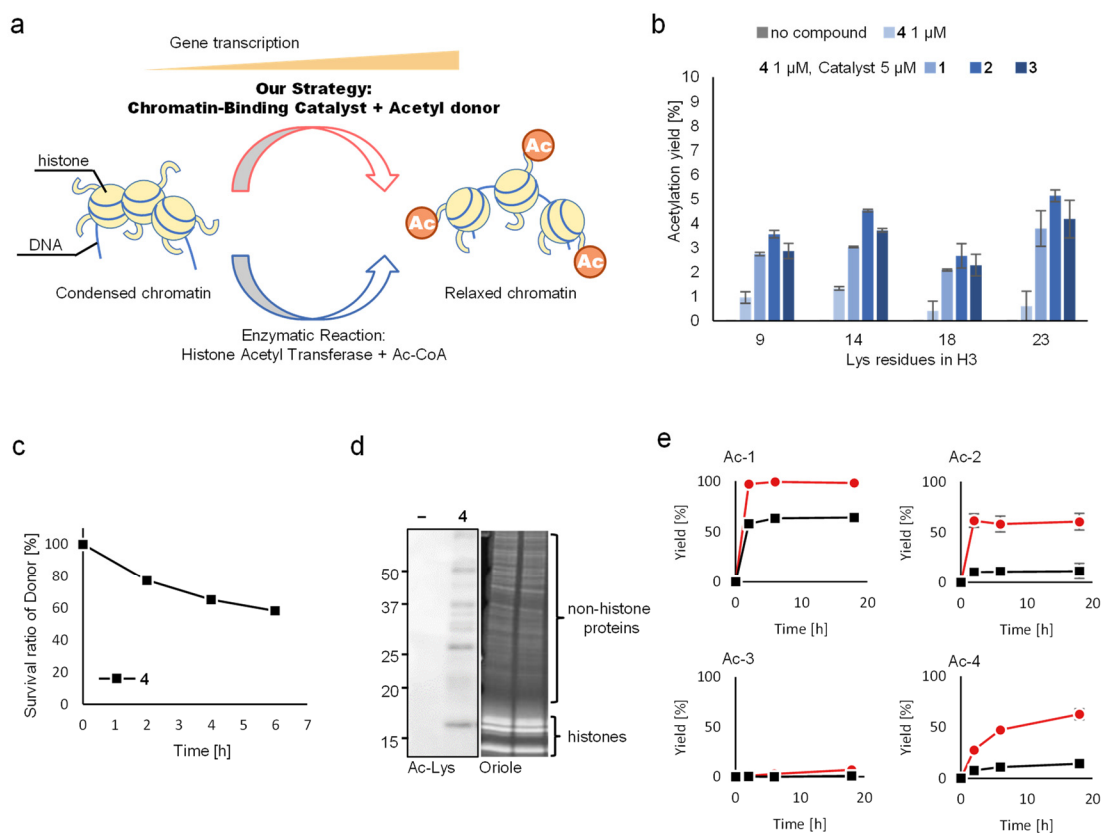 a
Gene transcription
Our Strategy:
Chromatin-Binding Catalyst + Acetyl donor
histone
DNA
Ac
Ac
Ac
Condensed chromatin
Relaxed chromatin
Enzymatic Reaction:
Histone Acetyl Transferase + Ac-CoA
b
no compound 4 1 µM
4 1 µM, Catalyst 5 µM 1 2 3
Acetylation yield [%]
10
9
8
7
6
5
4
3
2
1
0
9 14 18 23
Lys residues in H3
c
Survival ratio of Donor [%]
100
80
60
40
20
0
4
0 1 2 3 4 5 6 7
Time [h]
d
– 4
50
37
25
20
15
non-histone
proteins
histones
Ac-Lys Oriole
e
Ac-1
Yield [%]
100
50
0
0 10 20
Time [h]
Ac-2
Yield [%]
100
50
0
0 10 20
Time [h]
Ac-3
Yield [%]
100
50
0
0 10 20
Time [h]
Ac-4
Yield [%]
100
50
0
0 10 20
Time [h]